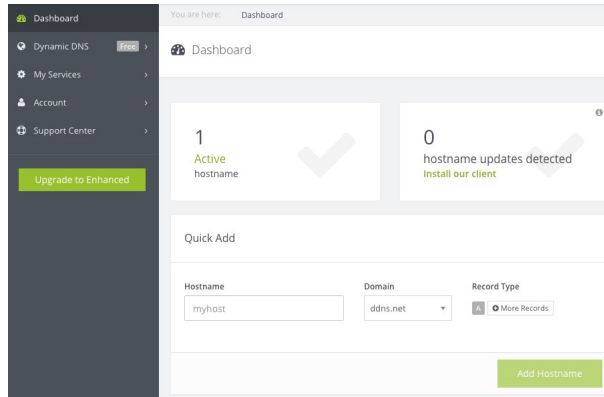 Dashboard
Dynamic DNS Free
My Services
Account
Support Center
Upgrade to Enhanced
You are here: Dashboard
Dashboard
1
Active
hostname
0
hostname updates detected
Install our client
Quick Add
Hostname
myhost
Domain
ddns.net
Record Type
A More Records
Add Hostname